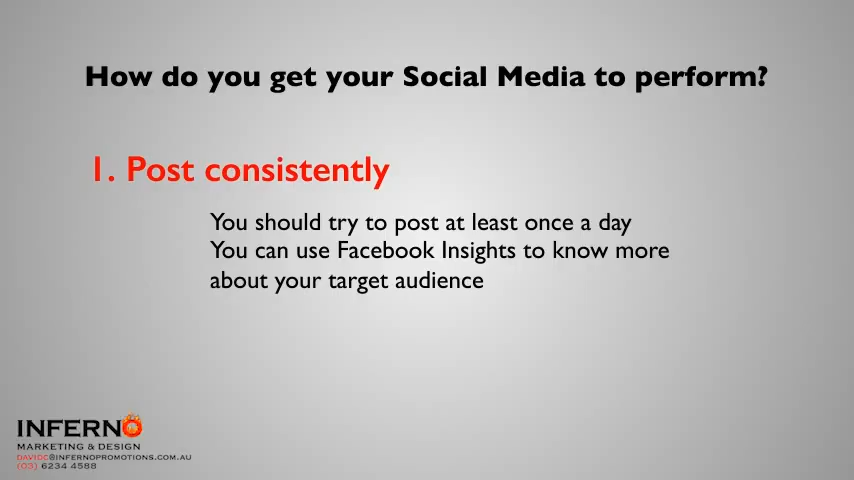 How do you get your Social Media to perform?
1. Post consistently
You should try to post at least once a day
You can use Facebook Insights to know more
about your target audience
INFERNO
MARKETING & DESIGN
DAVIDC@INFERNOPROMOTIONS.COM.AU
(03) 6234 4588